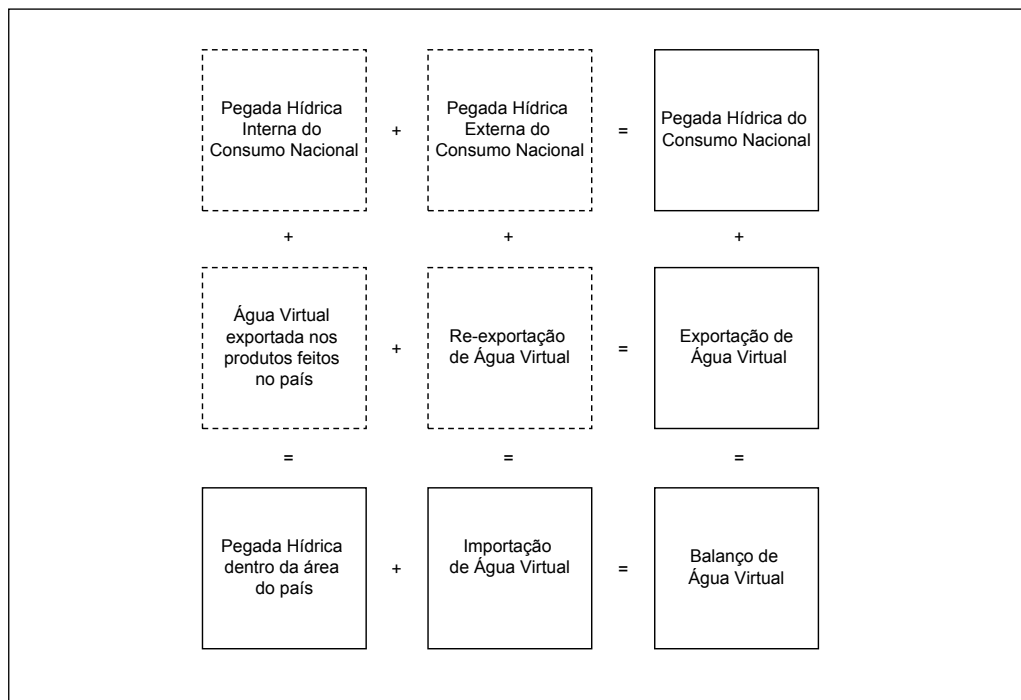 Pegada Hídrica
Interna do
Consumo Nacional
+
Pegada Hídrica
Externa do
Consumo Nacional
=
Pegada Hídrica do
Consumo Nacional
+
+
+
Água Virtual
exportada nos
produtos feitos
no país
+
Re-exportação
de Água Virtual
=
Exportação de
Água Virtual
=
=
=
Pegada Hídrica
dentro da área
do país
+
Importação
de Água Virtual
=
Balanço de
Água Virtual